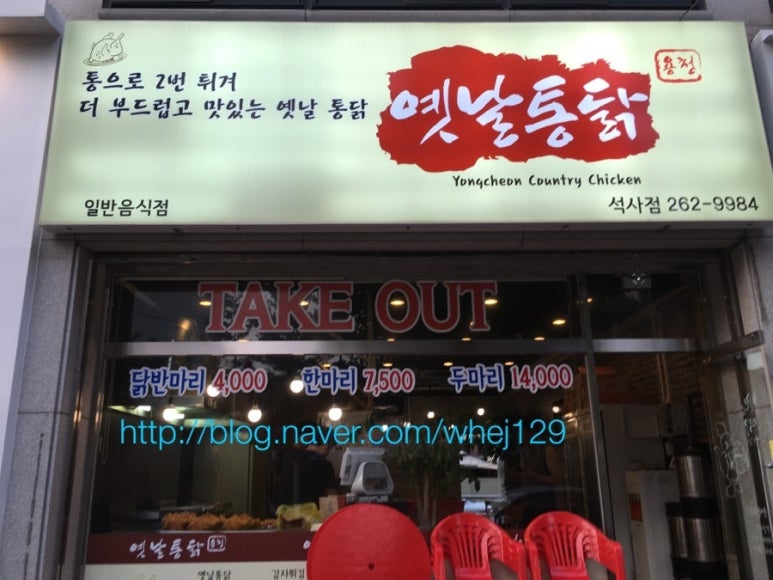 통으로 2번 튀겨
더 부드럽고 맛있는 옛날 통닭
옛날통닭
용천
Yongcheon Country Chicken
일반음식점
석사점 262-9984
TAKE OUT
닭반마리 4,000 한마리 7,500 두마리 14,000
http://blog.naver.com/whej129
옛날통닭
옛날통닭 감자튀김